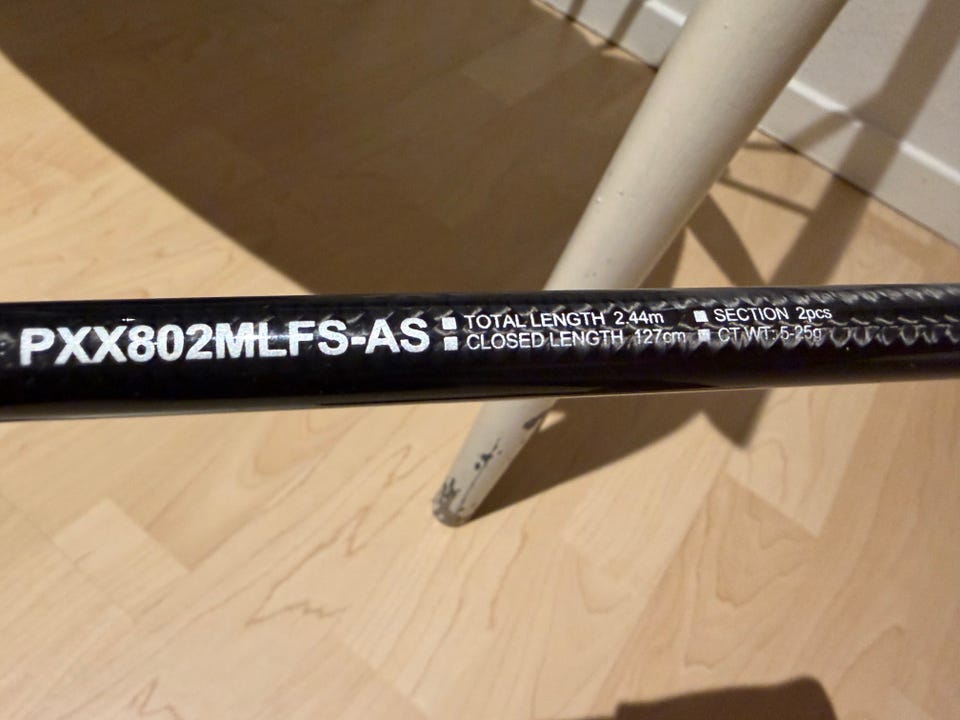 PXX802MLFS-AS
■ TOTAL LENGTH 2.44m ■ SECTION 2pcs
■ CLOSED LENGTH 127cm ■ CT WT: 5-25g